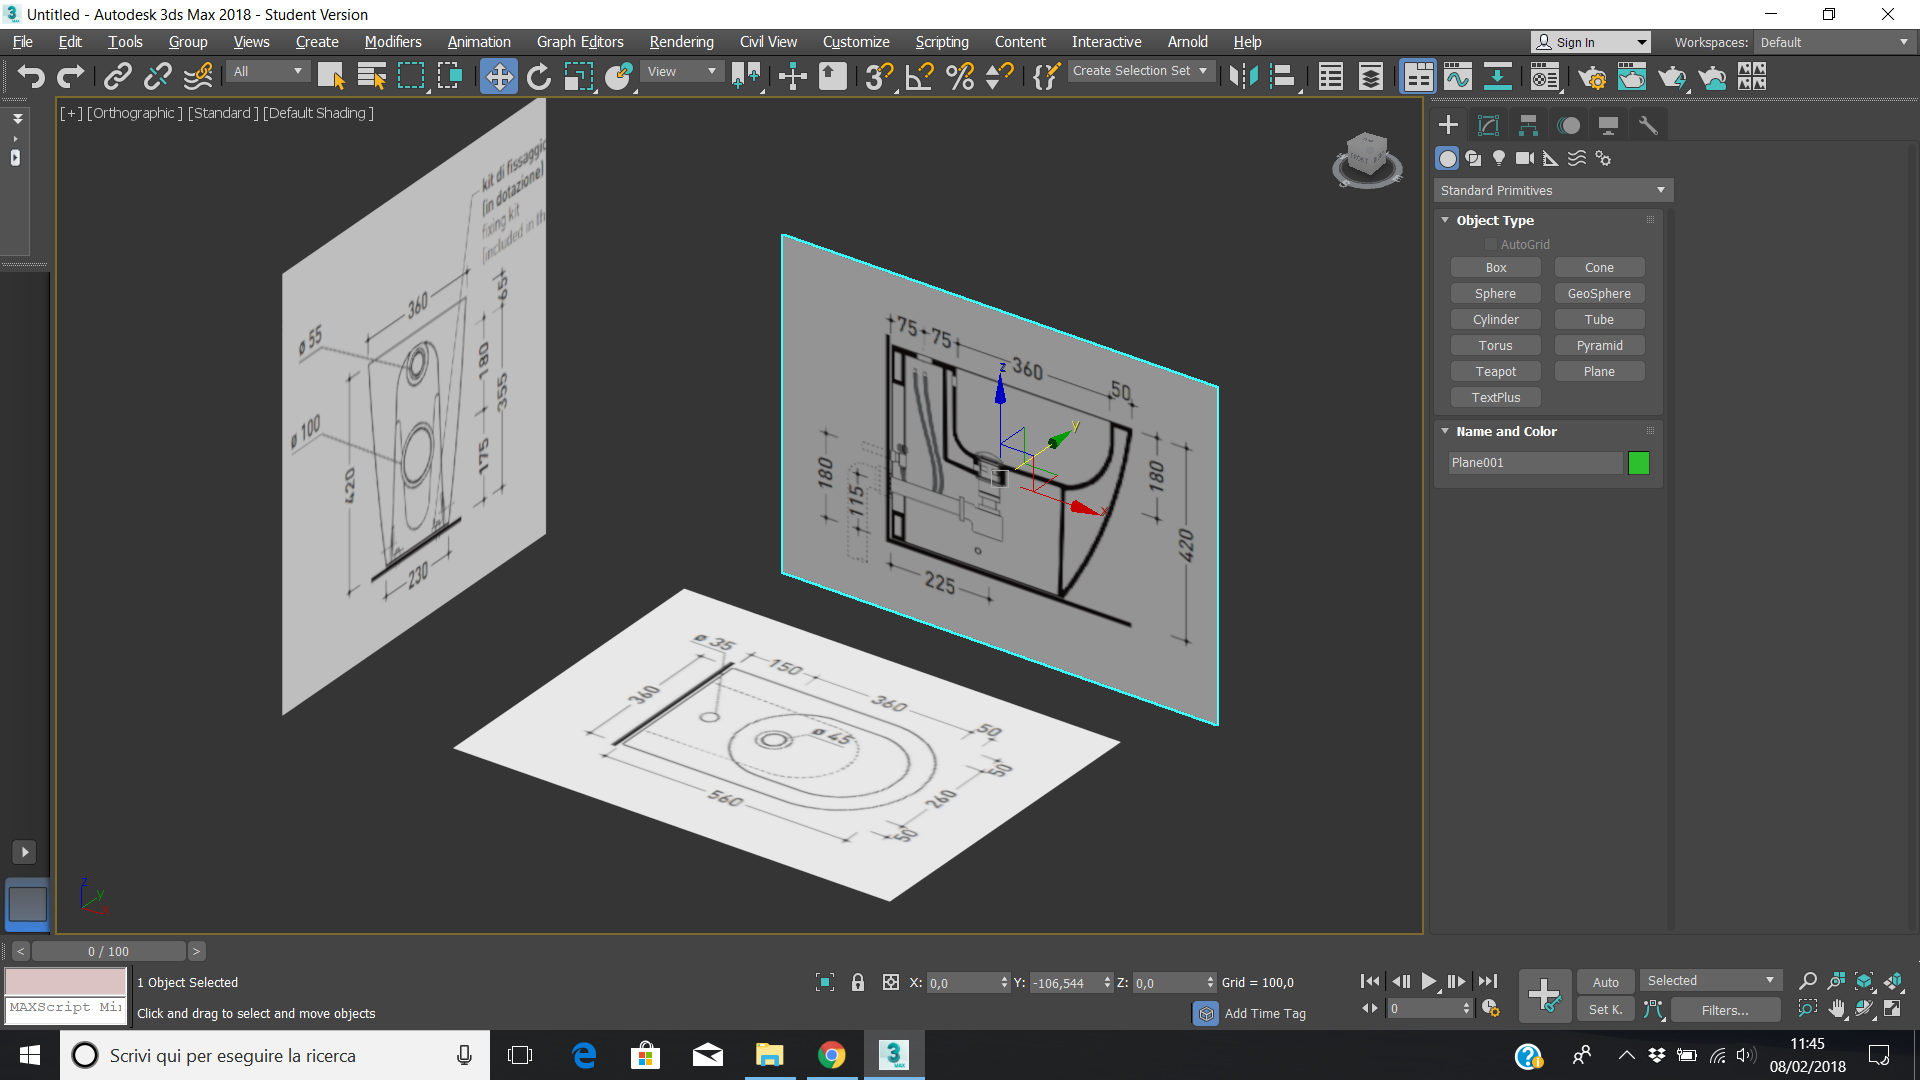 Untitled - Autodesk 3ds Max 2018 - Student Version
File Edit Tools Group Views Create Modifiers Animation Graph Editors Rendering Civil View Customize Scripting Content Interactive Arnold Help
Sign In
Workspaces: Default
All
View
Create Selection Set
[+] [Orthographic ] [Standard ] [Default Shading ]
kit di fissaggio
(in dotazione)
fixing kit
(included in th
360
65
ø 55
180
355
ø 100
420
175
230
75 75 360 50
z
y
x
180
115
180
420
225
ø 35
150
360
360
50
ø 45
50
560
260
50
Standard Primitives
Object Type
AutoGrid
Box Cone
Sphere GeoSphere
Cylinder Tube
Torus Pyramid
Teapot Plane
TextPlus
Name and Color
Plane001
z
y
x
< 0 / 100 >
1 Object Selected
X: 0,0 Y: -106,544 Z: 0,0 Grid = 100,0
Auto Selected
MAXScript Mi
Click and drag to select and move objects
Add Time Tag
0
Set K. Filters...
Scrivi qui per eseguire la ricerca
3
MAX
11:45
08/02/2018